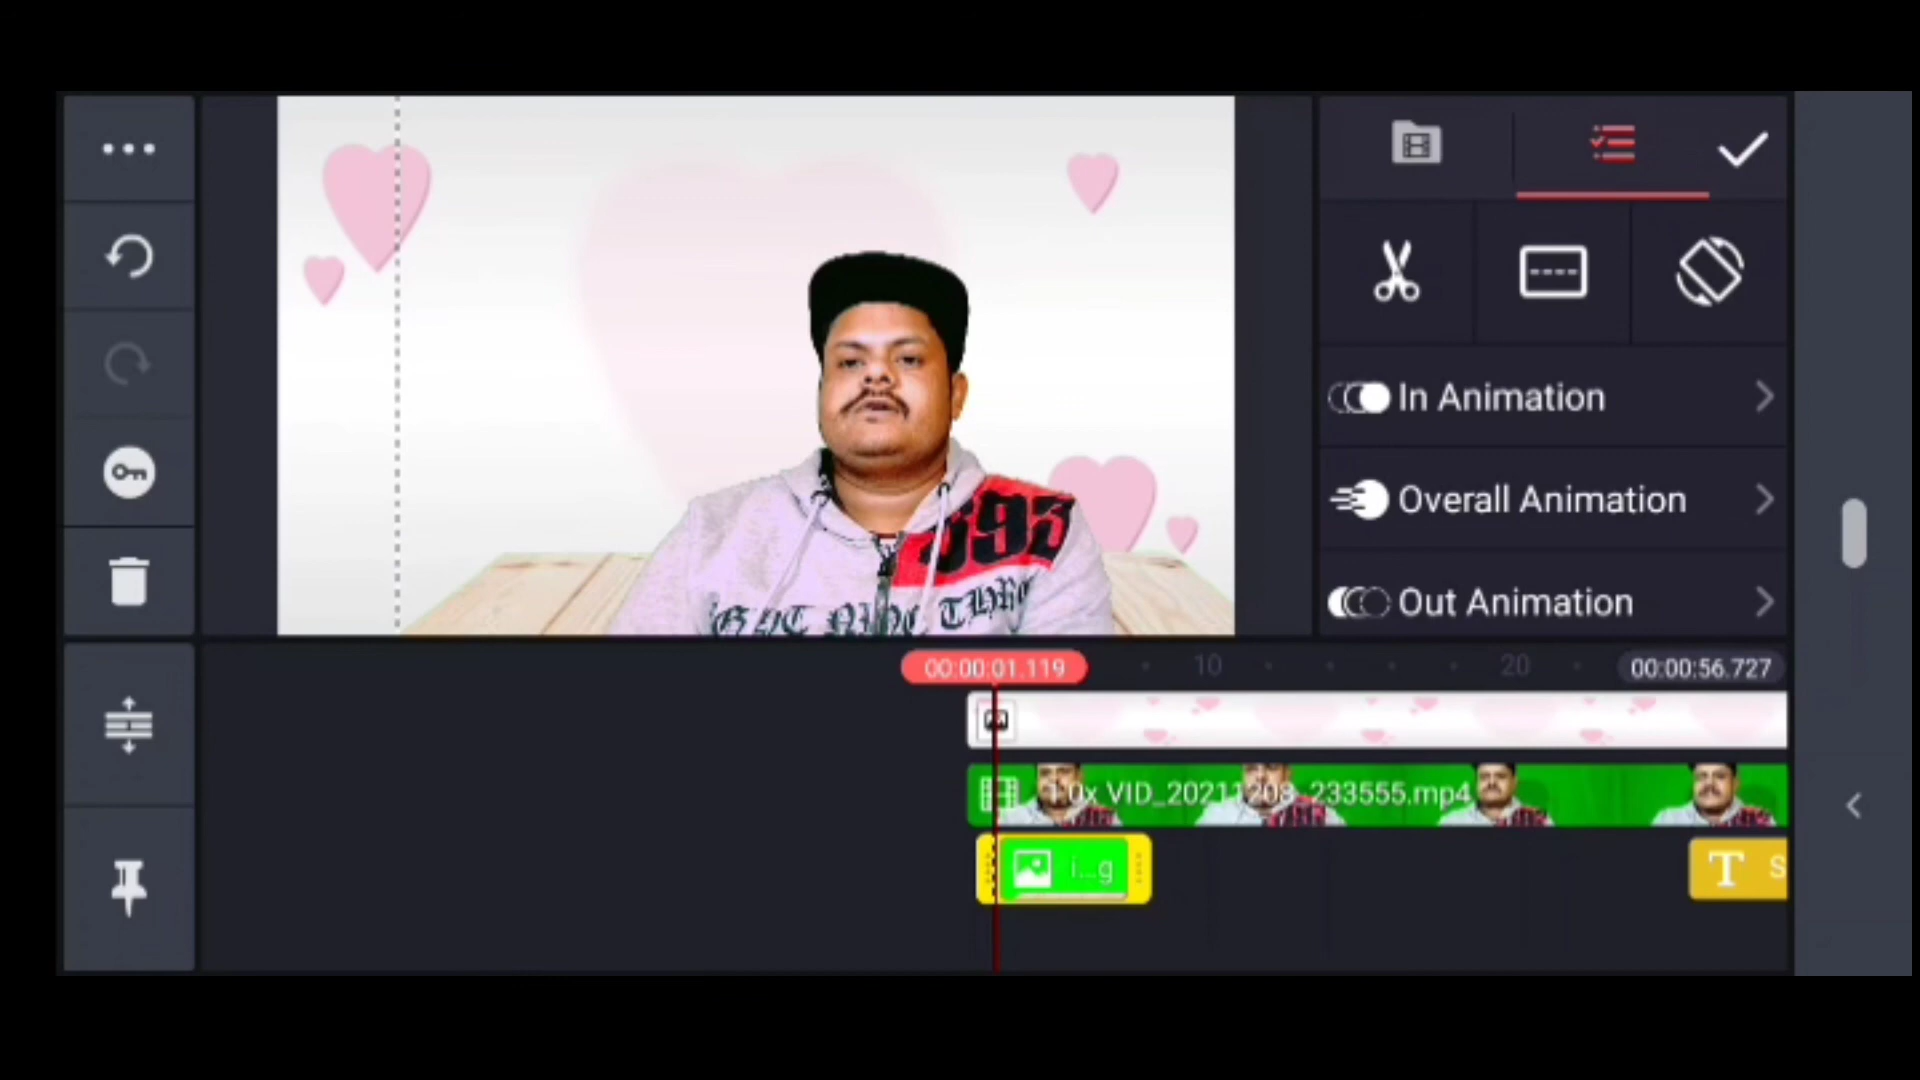 393
In Animation
Overall Animation
Out Animation
00:00:01.119
10
20
00:00:56.727
1.0x VID_20211208_233555.mp4
i...g
T S